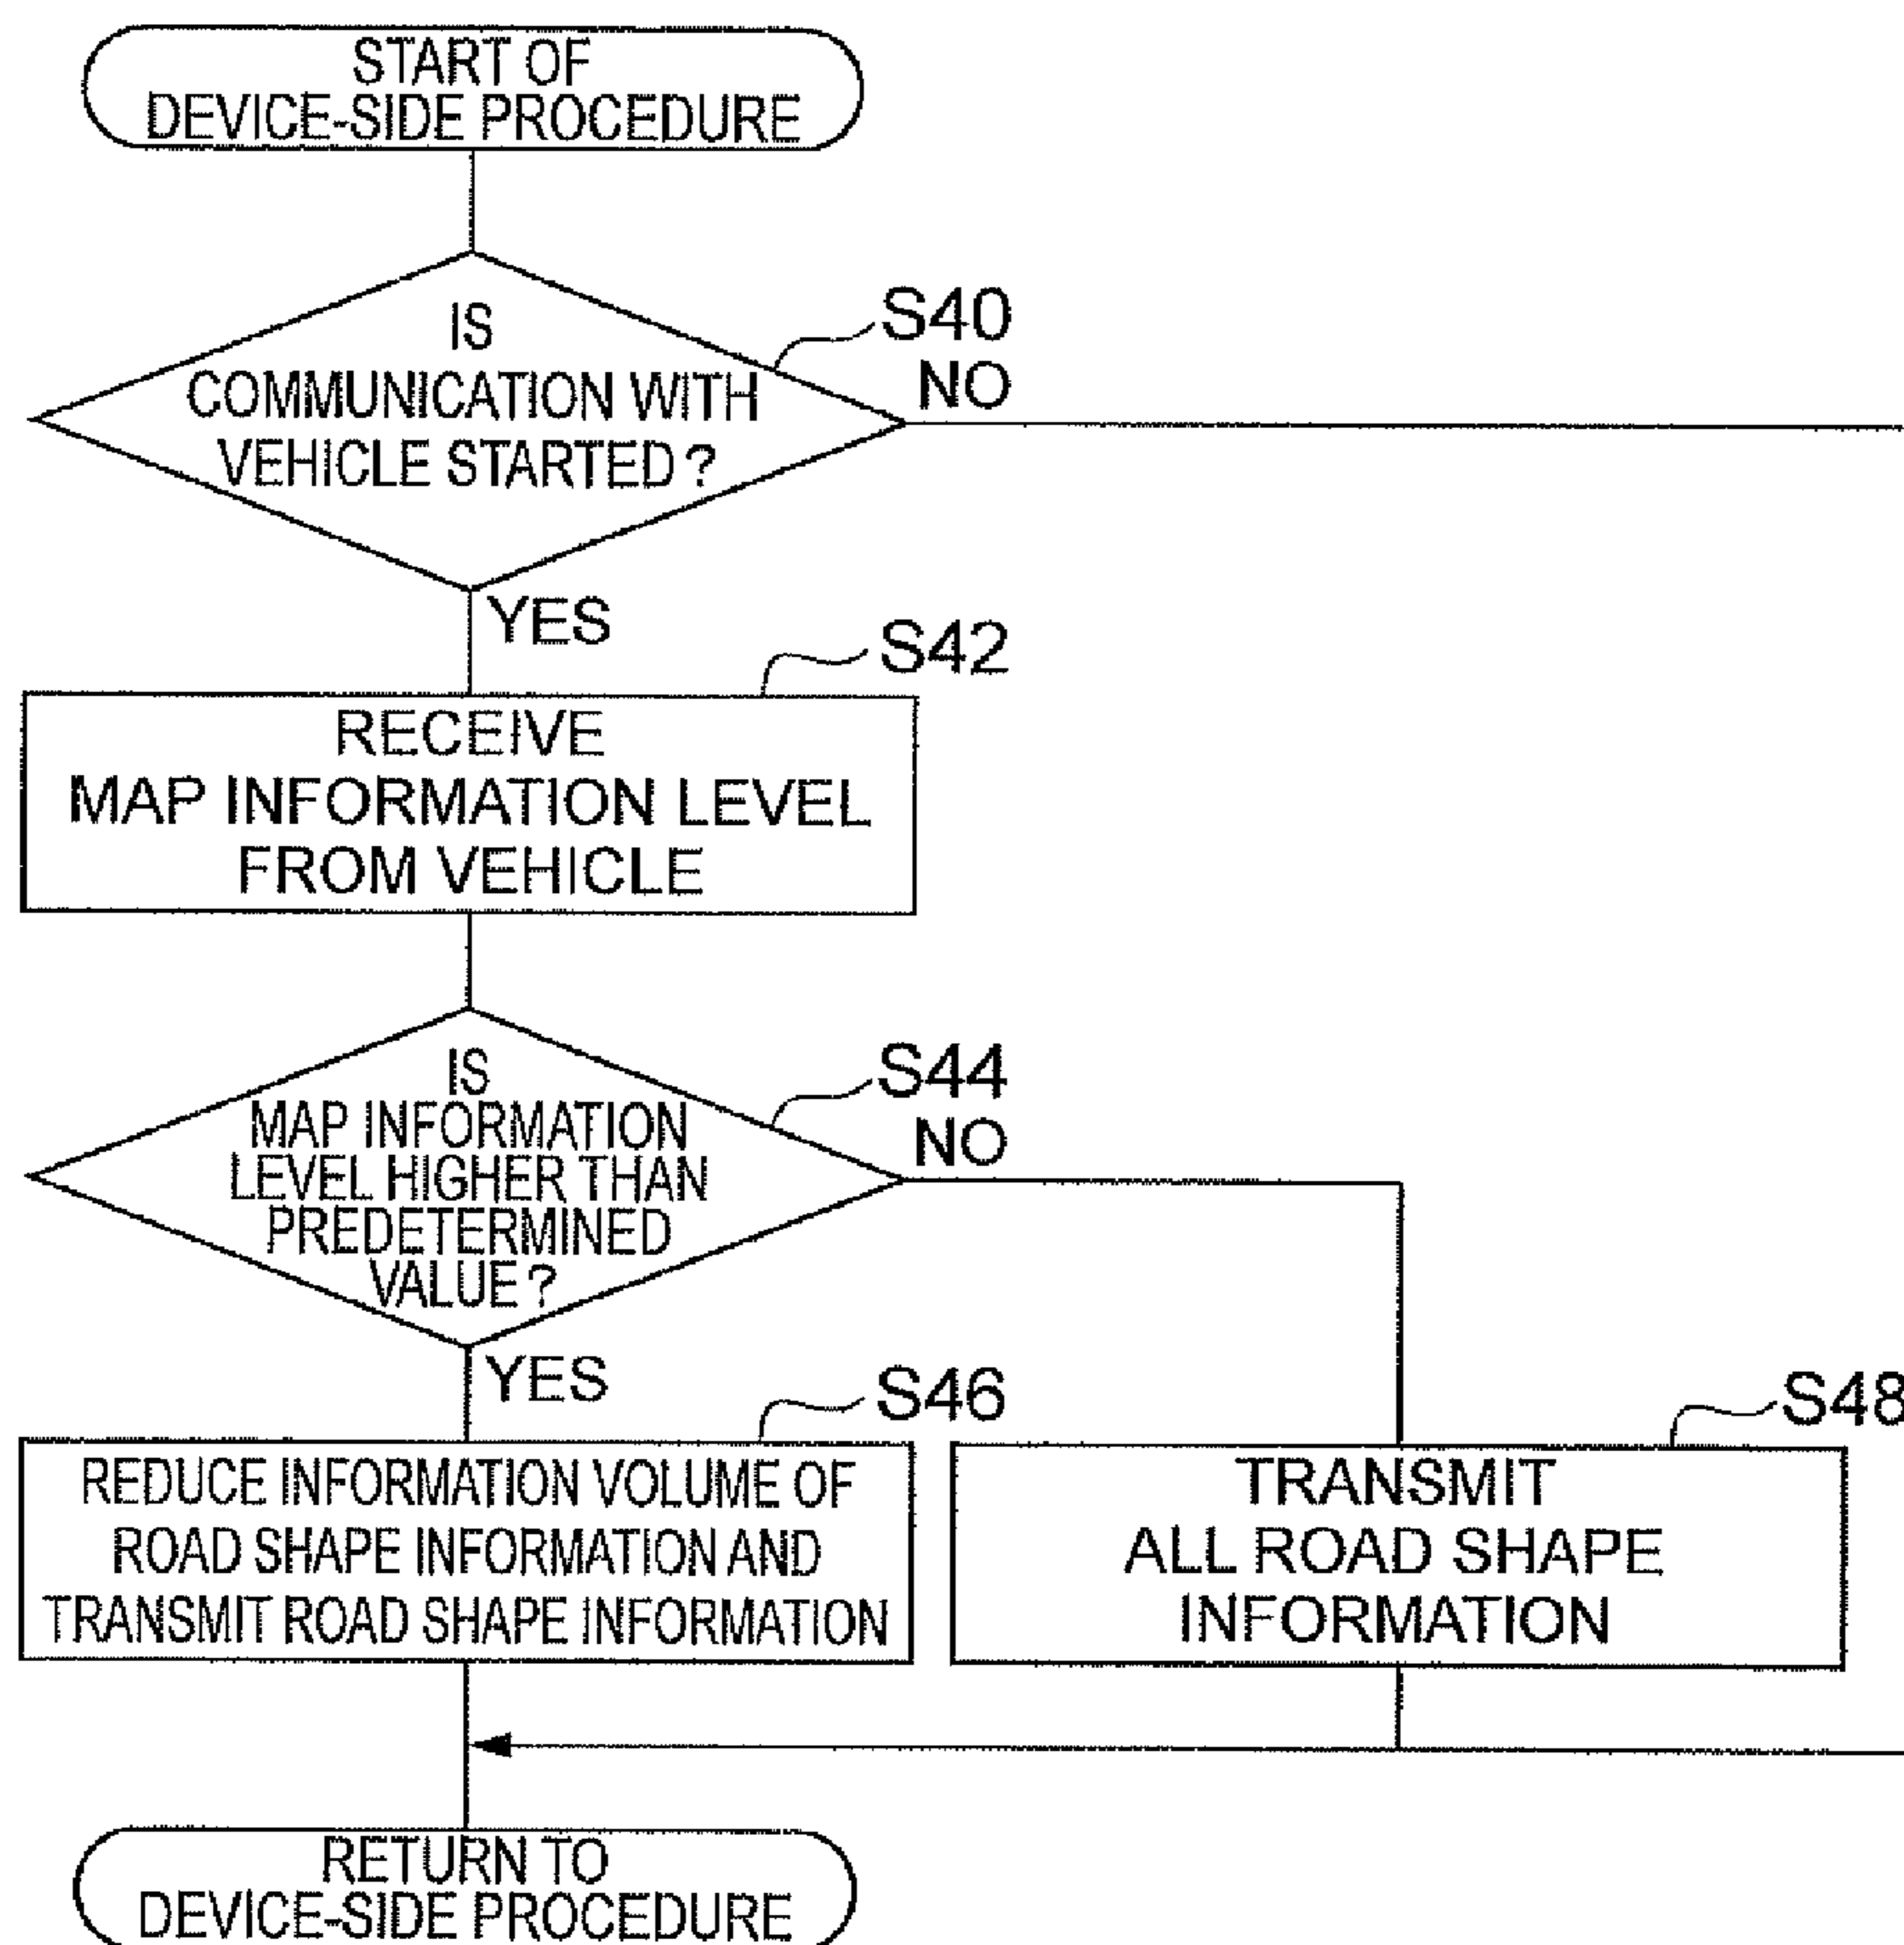 START OF
DEVICE-SIDE PROCEDURE
S40
IS
COMMUNICATION WITH
VEHICLE STARTED?
NO
YES
S42
RECEIVE
MAP INFORMATION LEVEL
FROM VEHICLE
S44
IS
MAP INFORMATION
LEVEL HIGHER THAN
PREDETERMINED
VALUE?
NO
YES
S46
REDUCE INFORMATION VOLUME OF
ROAD SHAPE INFORMATION AND
TRANSMIT ROAD SHAPE INFORMATION
S48
TRANSMIT
ALL ROAD SHAPE
INFORMATION
RETURN TO
DEVICE-SIDE PROCEDURE